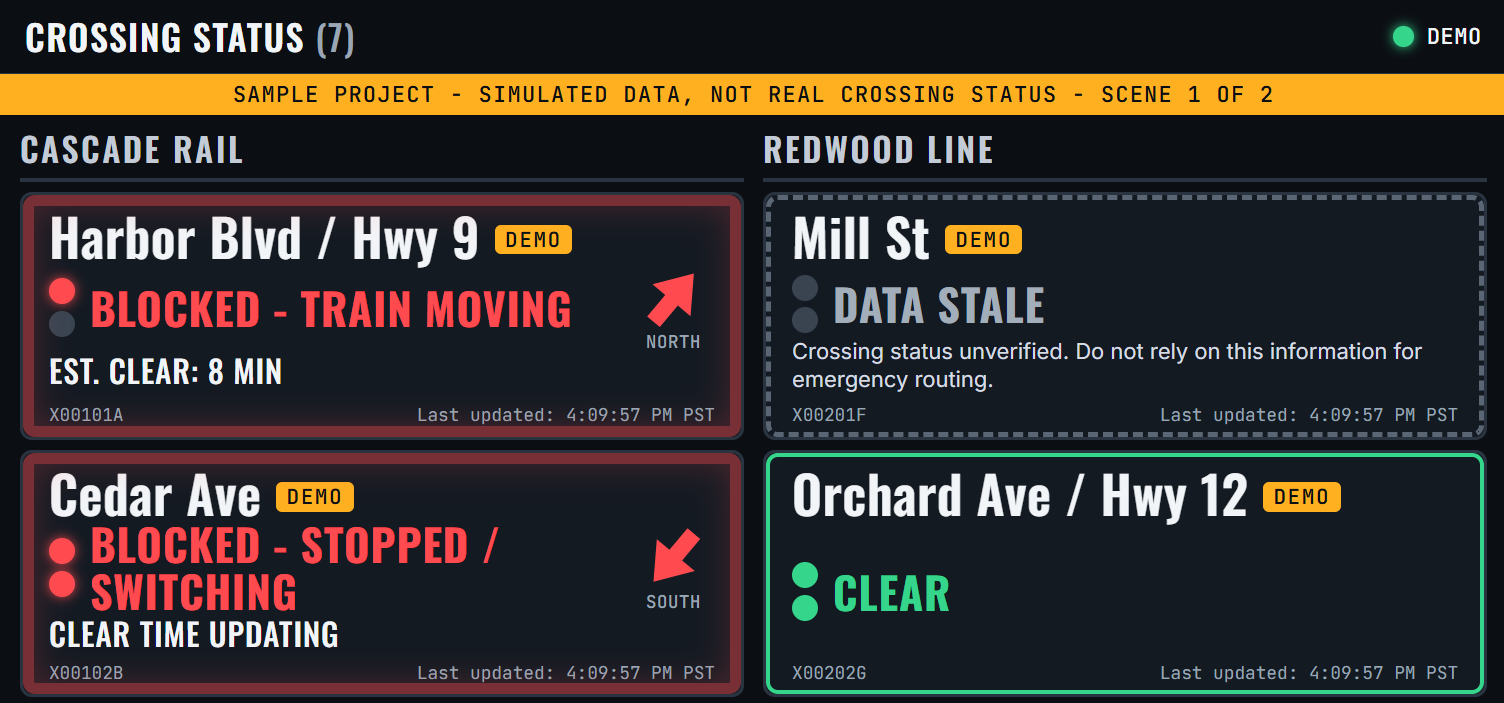 CROSSING STATUS (7)
DEMO
SAMPLE PROJECT - SIMULATED DATA, NOT REAL CROSSING STATUS - SCENE 1 OF 2
CASCADE RAIL
Harbor Blvd / Hwy 9 DEMO
BLOCKED - TRAIN MOVING
NORTH
EST. CLEAR: 8 MIN
X00101A Last updated: 4:09:57 PM PST
Cedar Ave DEMO
BLOCKED - STOPPED /
SWITCHING
SOUTH
CLEAR TIME UPDATING
X00102B Last updated: 4:09:57 PM PST
REDWOOD LINE
Mill St DEMO
DATA STALE
Crossing status unverified. Do not rely on this information for
emergency routing.
X00201F Last updated: 4:09:57 PM PST
Orchard Ave / Hwy 12 DEMO
CLEAR
X00202G Last updated: 4:09:57 PM PST